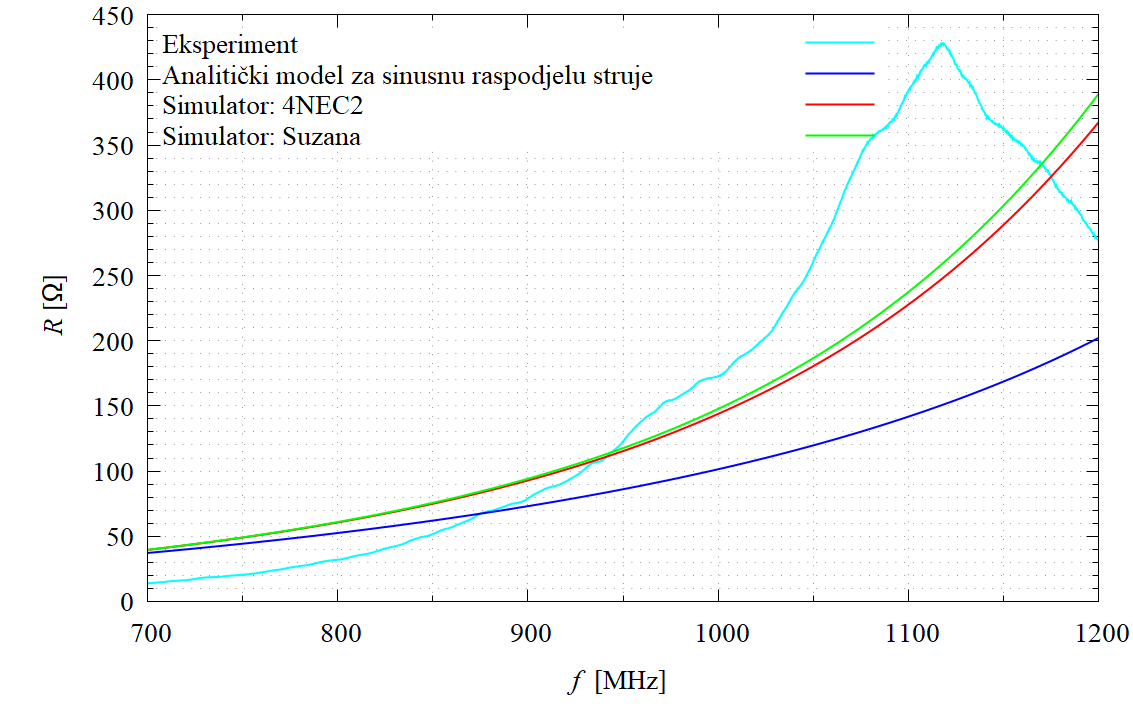 450
400
350
300
250
200
150
100
50
0
R [Ω]
Eksperiment
Analitički model za sinusnu raspodjelu struje
Simulator: 4NEC2
Simulator: Suzana
700 800 900 1000 1100 1200
f [MHz]